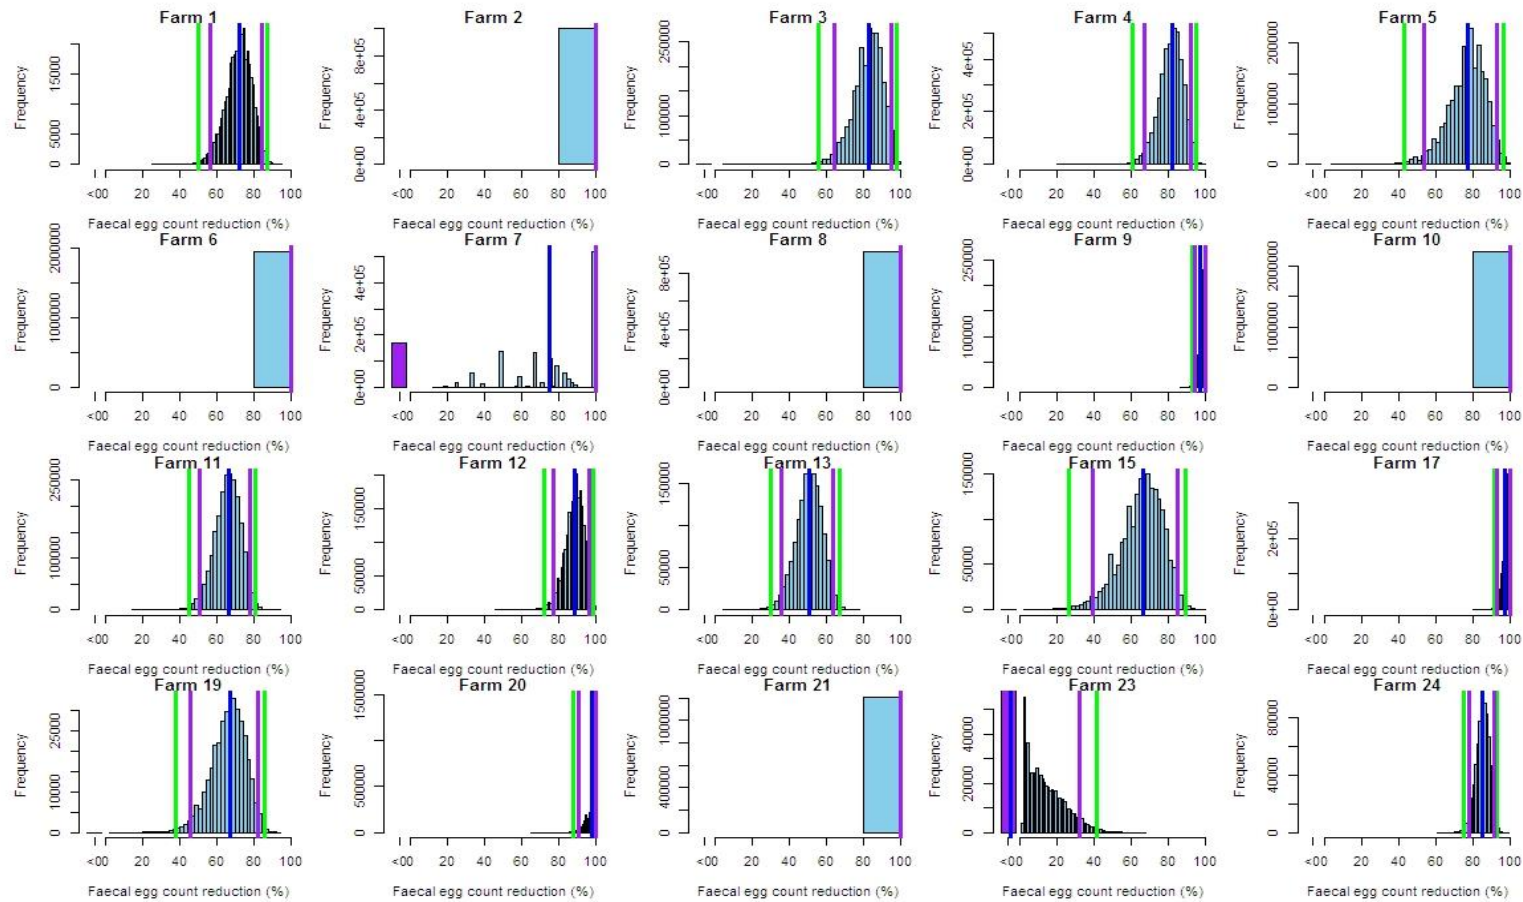 Farm 1
Frequency
0 5000 15000
<00 20 40 60 80 100
Faecal egg count reduction (%)
Farm 2
Frequency
0e+00 4e+05 8e+05
<00 20 40 60 80 100
Faecal egg count reduction (%)
Farm 3
Frequency
0 100000 250000
<00 20 40 60 80 100
Faecal egg count reduction (%)
Farm 4
Frequency
0e+00 2e+05 4e+05
<00 20 40 60 80 100
Faecal egg count reduction (%)
Farm 5
Frequency
0 100000 200000
<00 20 40 60 80 100
Faecal egg count reduction (%)
Farm 6
Frequency
0 1000000 2000000
<00 20 40 60 80 100
Faecal egg count reduction (%)
Farm 7
Frequency
0e+00 2e+05 4e+05
<00 20 40 60 80 100
Faecal egg count reduction (%)
Farm 8
Frequency
0e+00 4e+05 8e+05
<00 20 40 60 80 100
Faecal egg count reduction (%)
Farm 9
Frequency
0 100000 250000
<00 20 40 60 80 100
Faecal egg count reduction (%)
Farm 10
Frequency
0 1000000 2000000
<00 20 40 60 80 100
Faecal egg count reduction (%)
Farm 11
Frequency
0 100000 250000
<00 20 40 60 80 100
Faecal egg count reduction (%)
Farm 12
Frequency
0 50000 150000
<00 20 40 60 80 100
Faecal egg count reduction (%)
Farm 13
Frequency
0 50000 150000
<00 20 40 60 80 100
Faecal egg count reduction (%)
Farm 15
Frequency
0 50000 100000 150000
<00 20 40 60 80 100
Faecal egg count reduction (%)
Farm 17
Frequency
0e+00 2e+05
<00 20 40 60 80 100
Faecal egg count reduction (%)
Farm 19
Frequency
0 15000 25000
<00 20 40 60 80 100
Faecal egg count reduction (%)
Farm 20
Frequency
0 500000 1500000
<00 20 40 60 80 100
Faecal egg count reduction (%)
Farm 21
Frequency
0 400000 1000000
<00 20 40 60 80 100
Faecal egg count reduction (%)
Farm 23
Frequency
0 20000 40000
<00 20 40 60 80 100
Faecal egg count reduction (%)
Farm 24
Frequency
0 40000 80000
<00 20 40 60 80 100
Faecal egg count reduction (%)